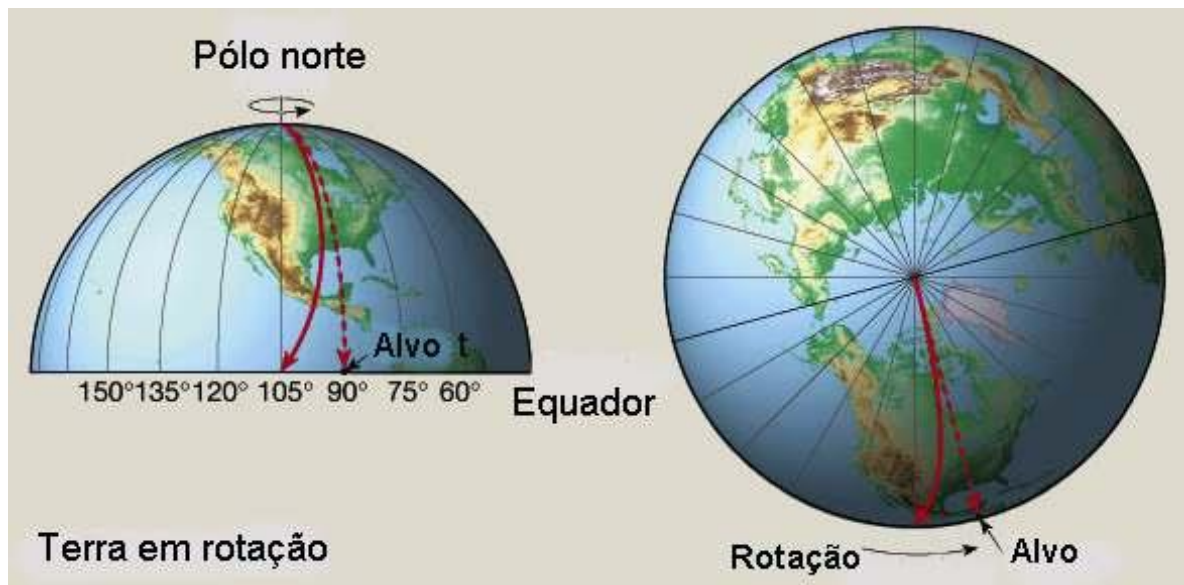 Pólo norte
Alvo t
150° 135° 120° 105° 90° 75° 60°
Equador
Terra em rotação
Rotação
Alvo